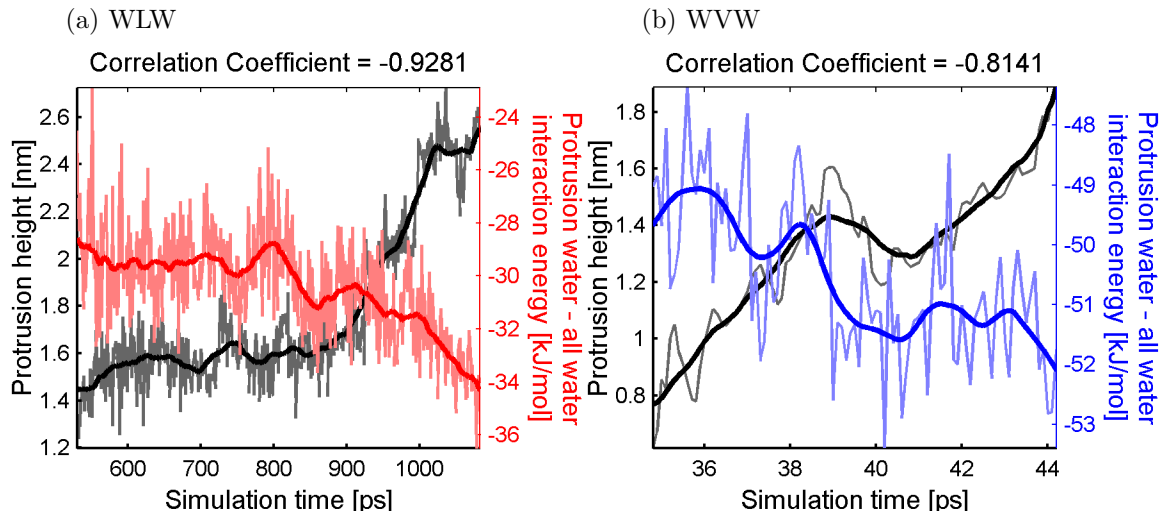 (a) WLW
Correlation Coefficient = -0.9281
Protrusion height [nm]
2.6
2.4
2.2
2
1.8
1.6
1.4
1.2
600 700 800 900 1000
Simulation time [ps]
-24
-26
-28
-30
-32
-34
-36
Protrusion water - all water
interaction energy [kJ/mol]
(b) WVW
Correlation Coefficient = -0.8141
Protrusion height [nm]
1.8
1.6
1.4
1.2
1
0.8
36 38 40 42 44
Simulation time [ps]
-48
-49
-50
-51
-52
-53
Protrusion water - all water
interaction energy [kJ/mol]